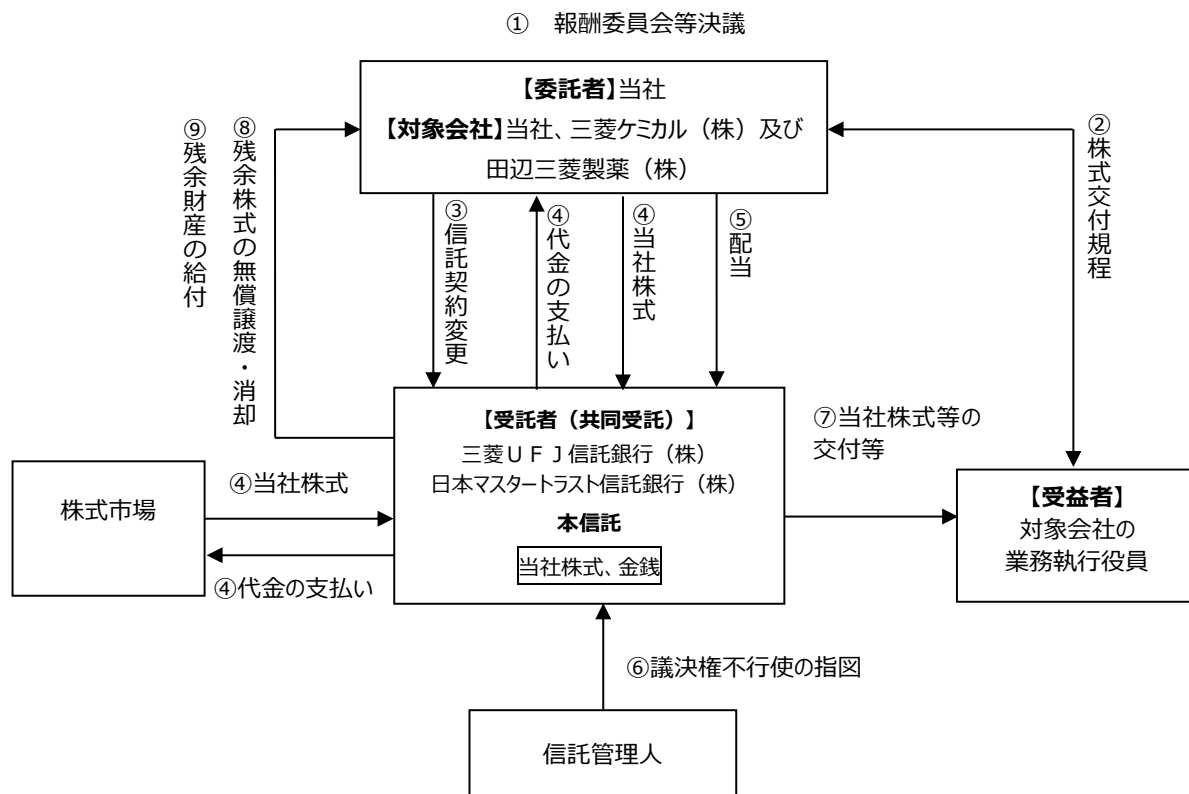 ① 報酬委員会等決議
【委託者】当社
【対象会社】当社、三菱ケミカル（株）及び
田辺三菱製薬（株）
⑨残余財産の給付
⑧残余株式の無償譲渡・消却
③信託契約変更
④代金の支払い
④当社株式
⑤配当
②株式交付規程
【受託者（共同受託）】
三菱ＵＦＪ信託銀行（株）
日本マスタートラスト信託銀行（株）
本信託
当社株式、金銭
株式市場
④当社株式
④代金の支払い
⑦当社株式等の
交付等
【受益者】
対象会社の
業務執行役員
⑥議決権不行使の指図
信託管理人